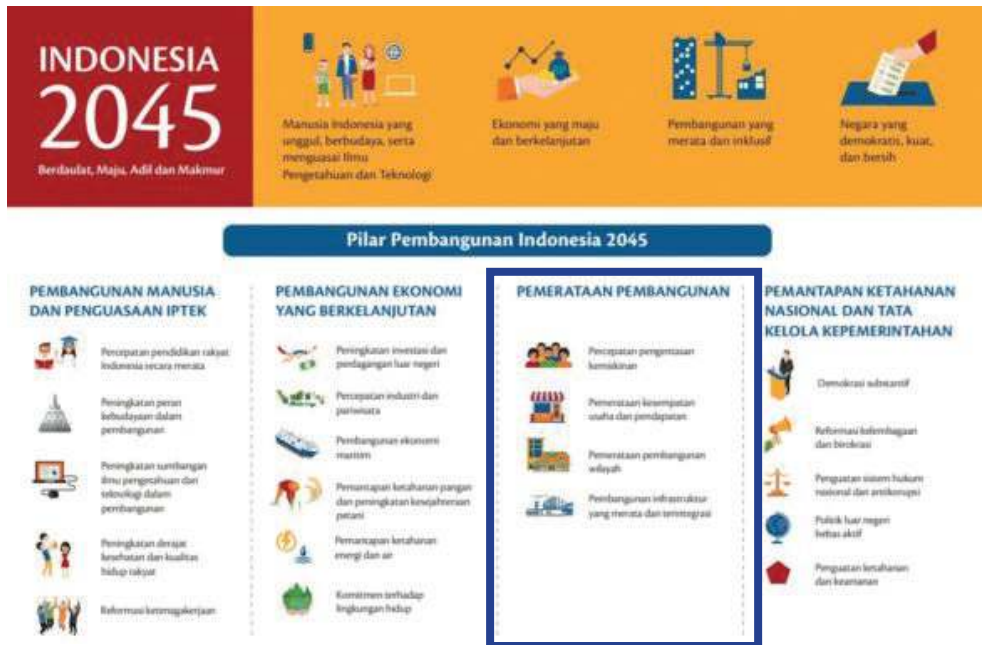 INDONESIA
2045
Berdaulat, Maju, Adil dan Makmur
Manusia Indonesia yang
unggul, berbudaya, serta
menguasai Ilmu
Pengetahuan dan Teknologi
Ekonomi yang maju
dan berkelanjutan
Pembangunan yang
merata dan inklusif
Negara yang
demokratis, kuat,
dan bersih
Pilar Pembangunan Indonesia 2045
PEMBANGUNAN MANUSIA
DAN PENGUASAAN IPTEK
Percepatan pendidikan rakyat
Indonesia secara merata
Peningkatan peran
kebudayaan dalam
pembangunan
Peningkatan sumbangan
ilmu pengetahuan dan
teknologi dalam
pembangunan
Peningkatan derajat
kesehatan dan kualitas
hidup rakyat
Reformasi ketenagakerjaan
PEMBANGUNAN EKONOMI
YANG BERKELANJUTAN
Peningkatan investasi dan
perdagangan luar negeri
Percepatan industri dan
pariwisata
Pembangunan ekonomi
maritim
Pemantapan ketahanan pangan
dan peningkatan kesejahteraan
petani
Pemantapan ketahanan
energi dan air
Komitmen terhadap
lingkungan hidup
PEMERATAAN PEMBANGUNAN
Percepatan pengentasan
kemiskinan
Pemerataan kesempatan
usaha dan pendapatan
Pemerataan pembangunan
wilayah
Pembangunan infrastruktur
yang merata dan terintegrasi
PEMANTAPAN KETAHANAN
NASIONAL DAN TATA
KELOLA KEPEMERINTAHAN
Demokrasi substantif
Reformasi kelembagaan
dan birokrasi
Penguatan sistem hukum
nasional dan antikorupsi
Politik luar negeri
bebas aktif
Penguatan ketahanan
dan keamanan